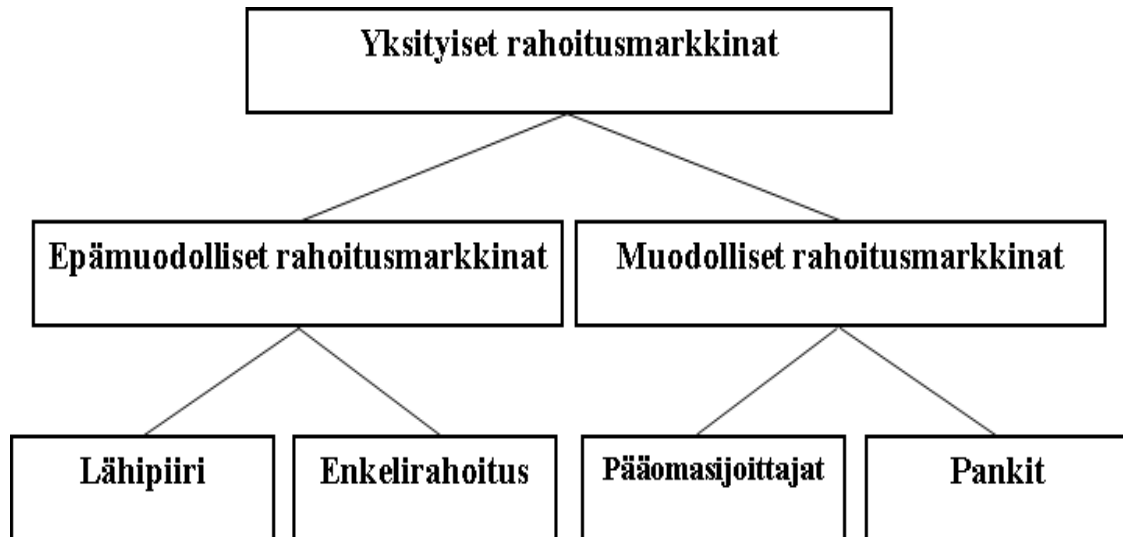 Yksityiset rahoitusmarkkinat
Epämuodolliset rahoitusmarkkinat
Muodolliset rahoitusmarkkinat
Lähipiiri
Enkelirahoitus
Pääomasijoittajat
Pankit